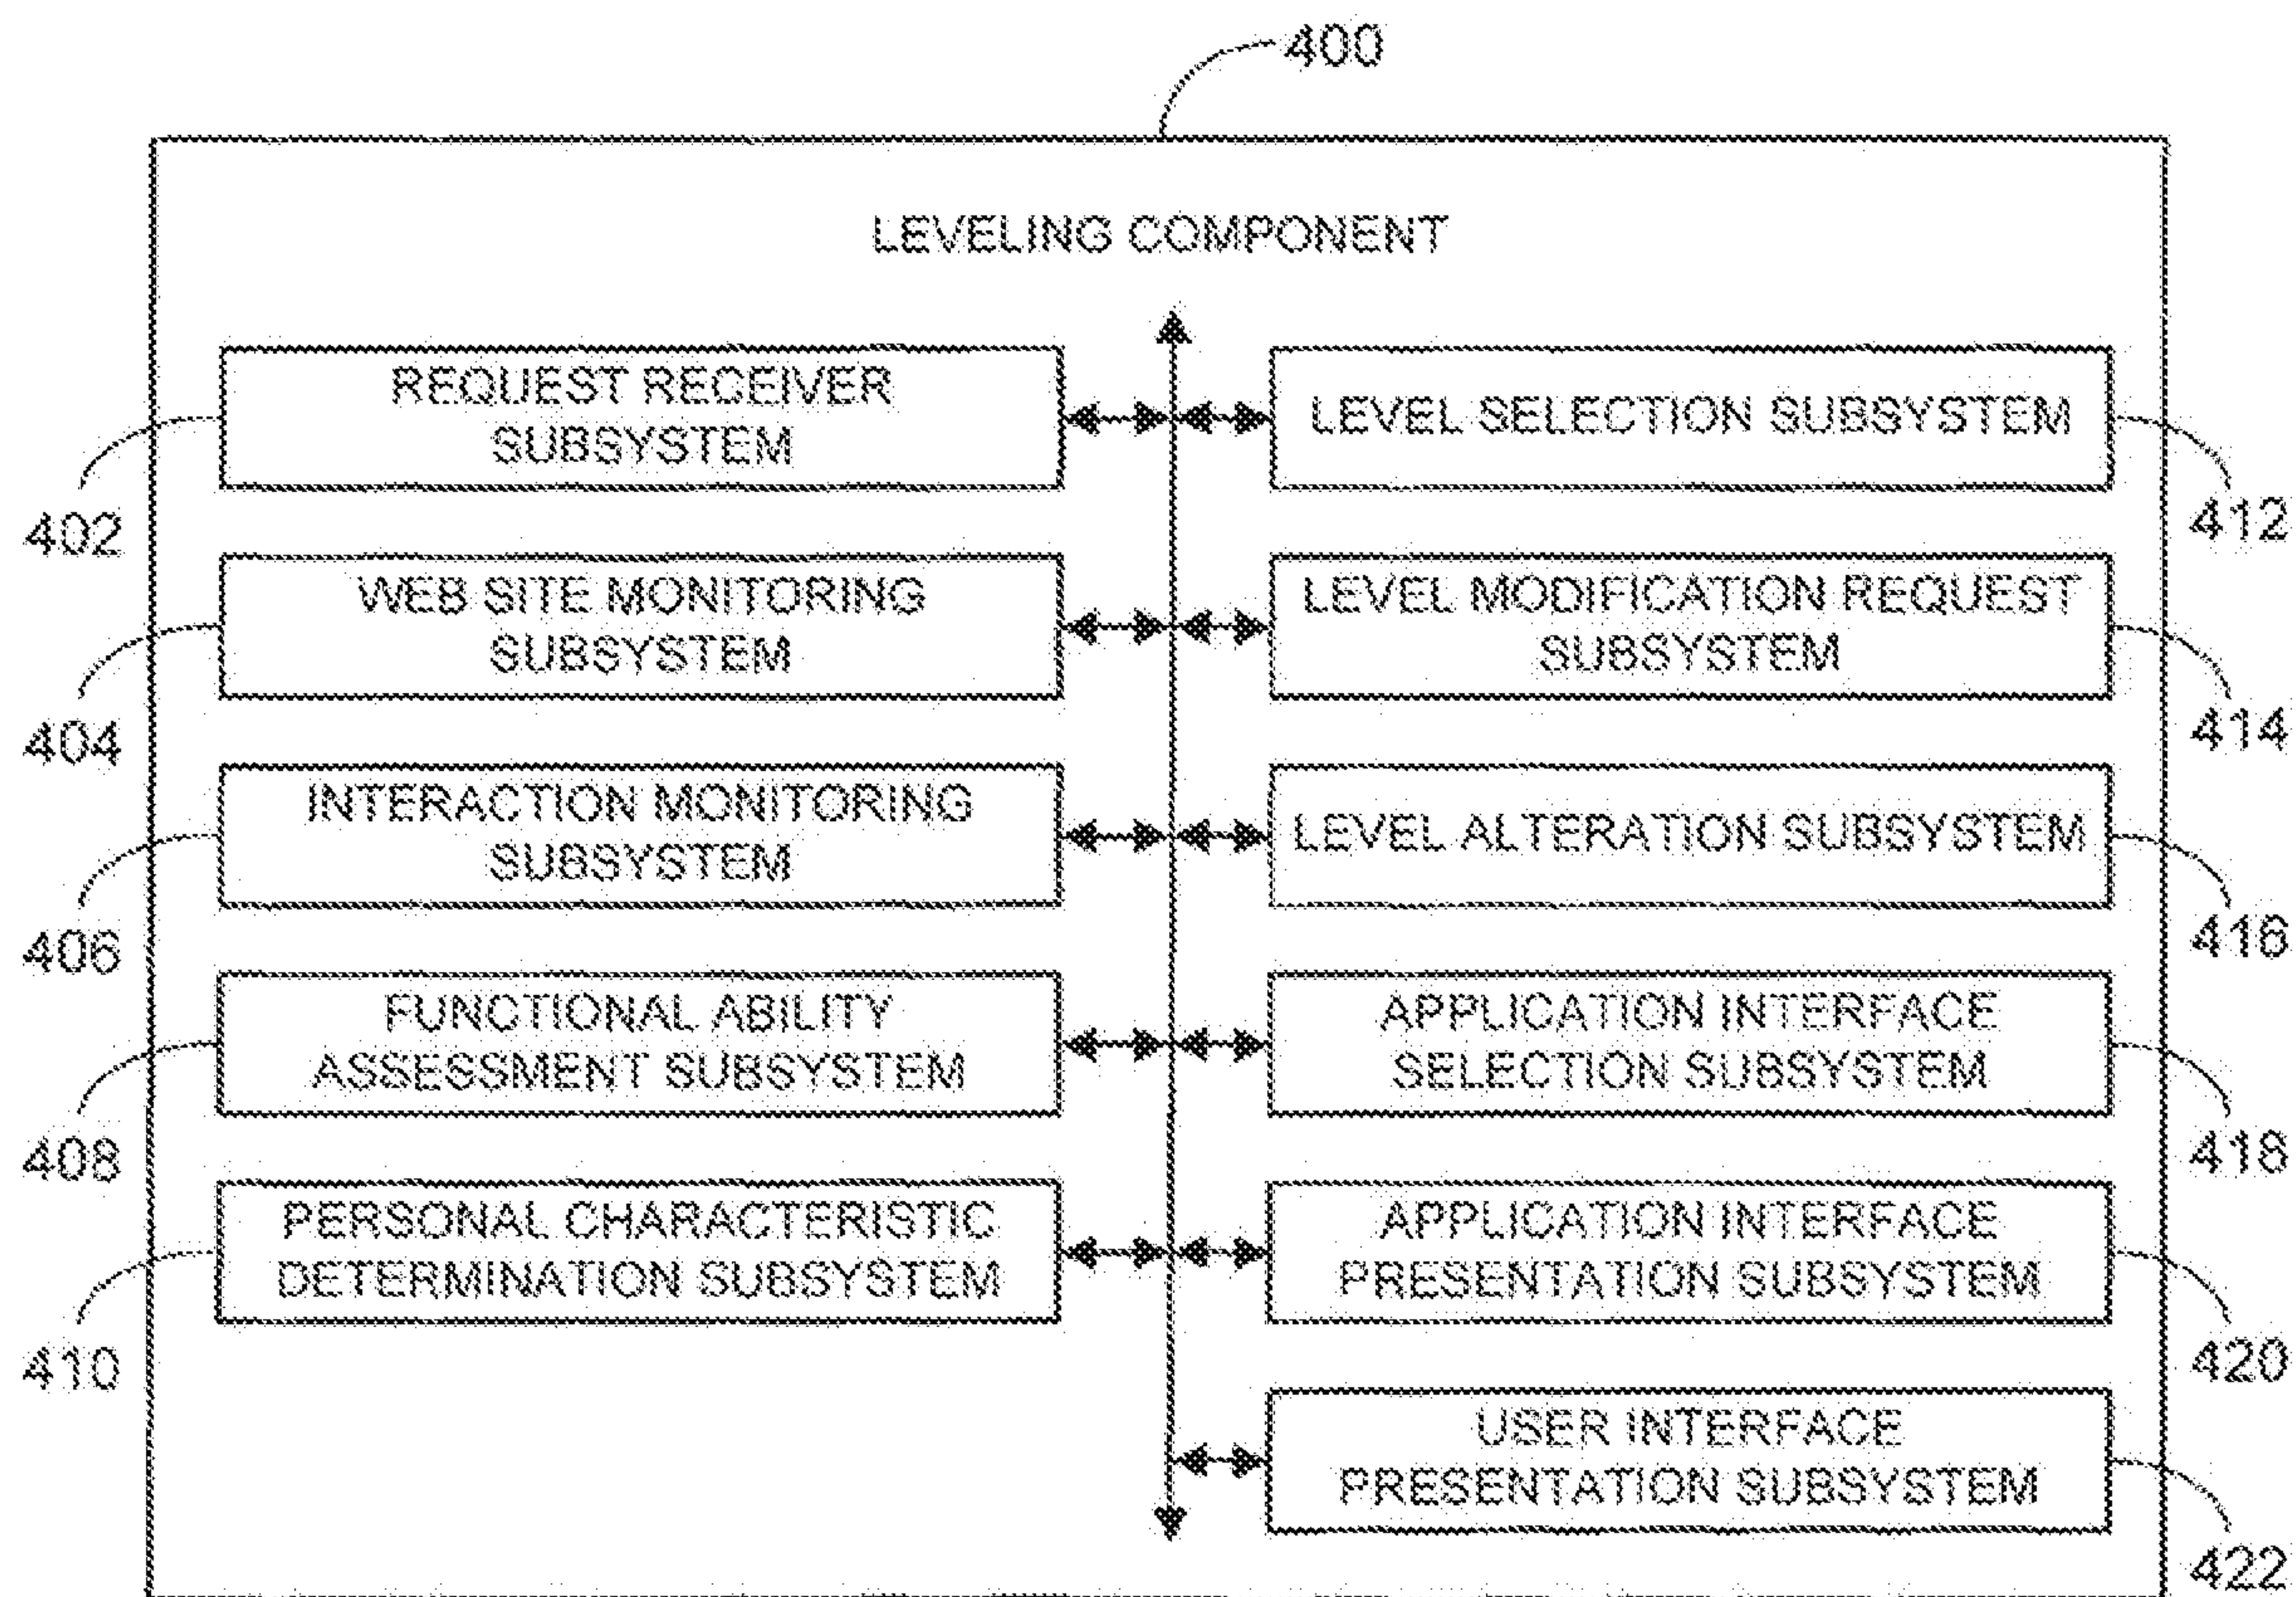 400
LEVELING COMPONENT
REQUEST RECEIVER
SUBSYSTEM
402
WEB SITE MONITORING
SUBSYSTEM
404
INTERACTION MONITORING
SUBSYSTEM
406
FUNCTIONAL ABILITY
ASSESSMENT SUBSYSTEM
408
PERSONAL CHARACTERISTIC
DETERMINATION SUBSYSTEM
410
LEVEL SELECTION SUBSYSTEM
412
LEVEL MODIFICATION REQUEST
SUBSYSTEM
414
LEVEL ALTERATION SUBSYSTEM
416
APPLICATION INTERFACE
SELECTION SUBSYSTEM
418
APPLICATION INTERFACE
PRESENTATION SUBSYSTEM
420
USER INTERFACE
PRESENTATION SUBSYSTEM
422